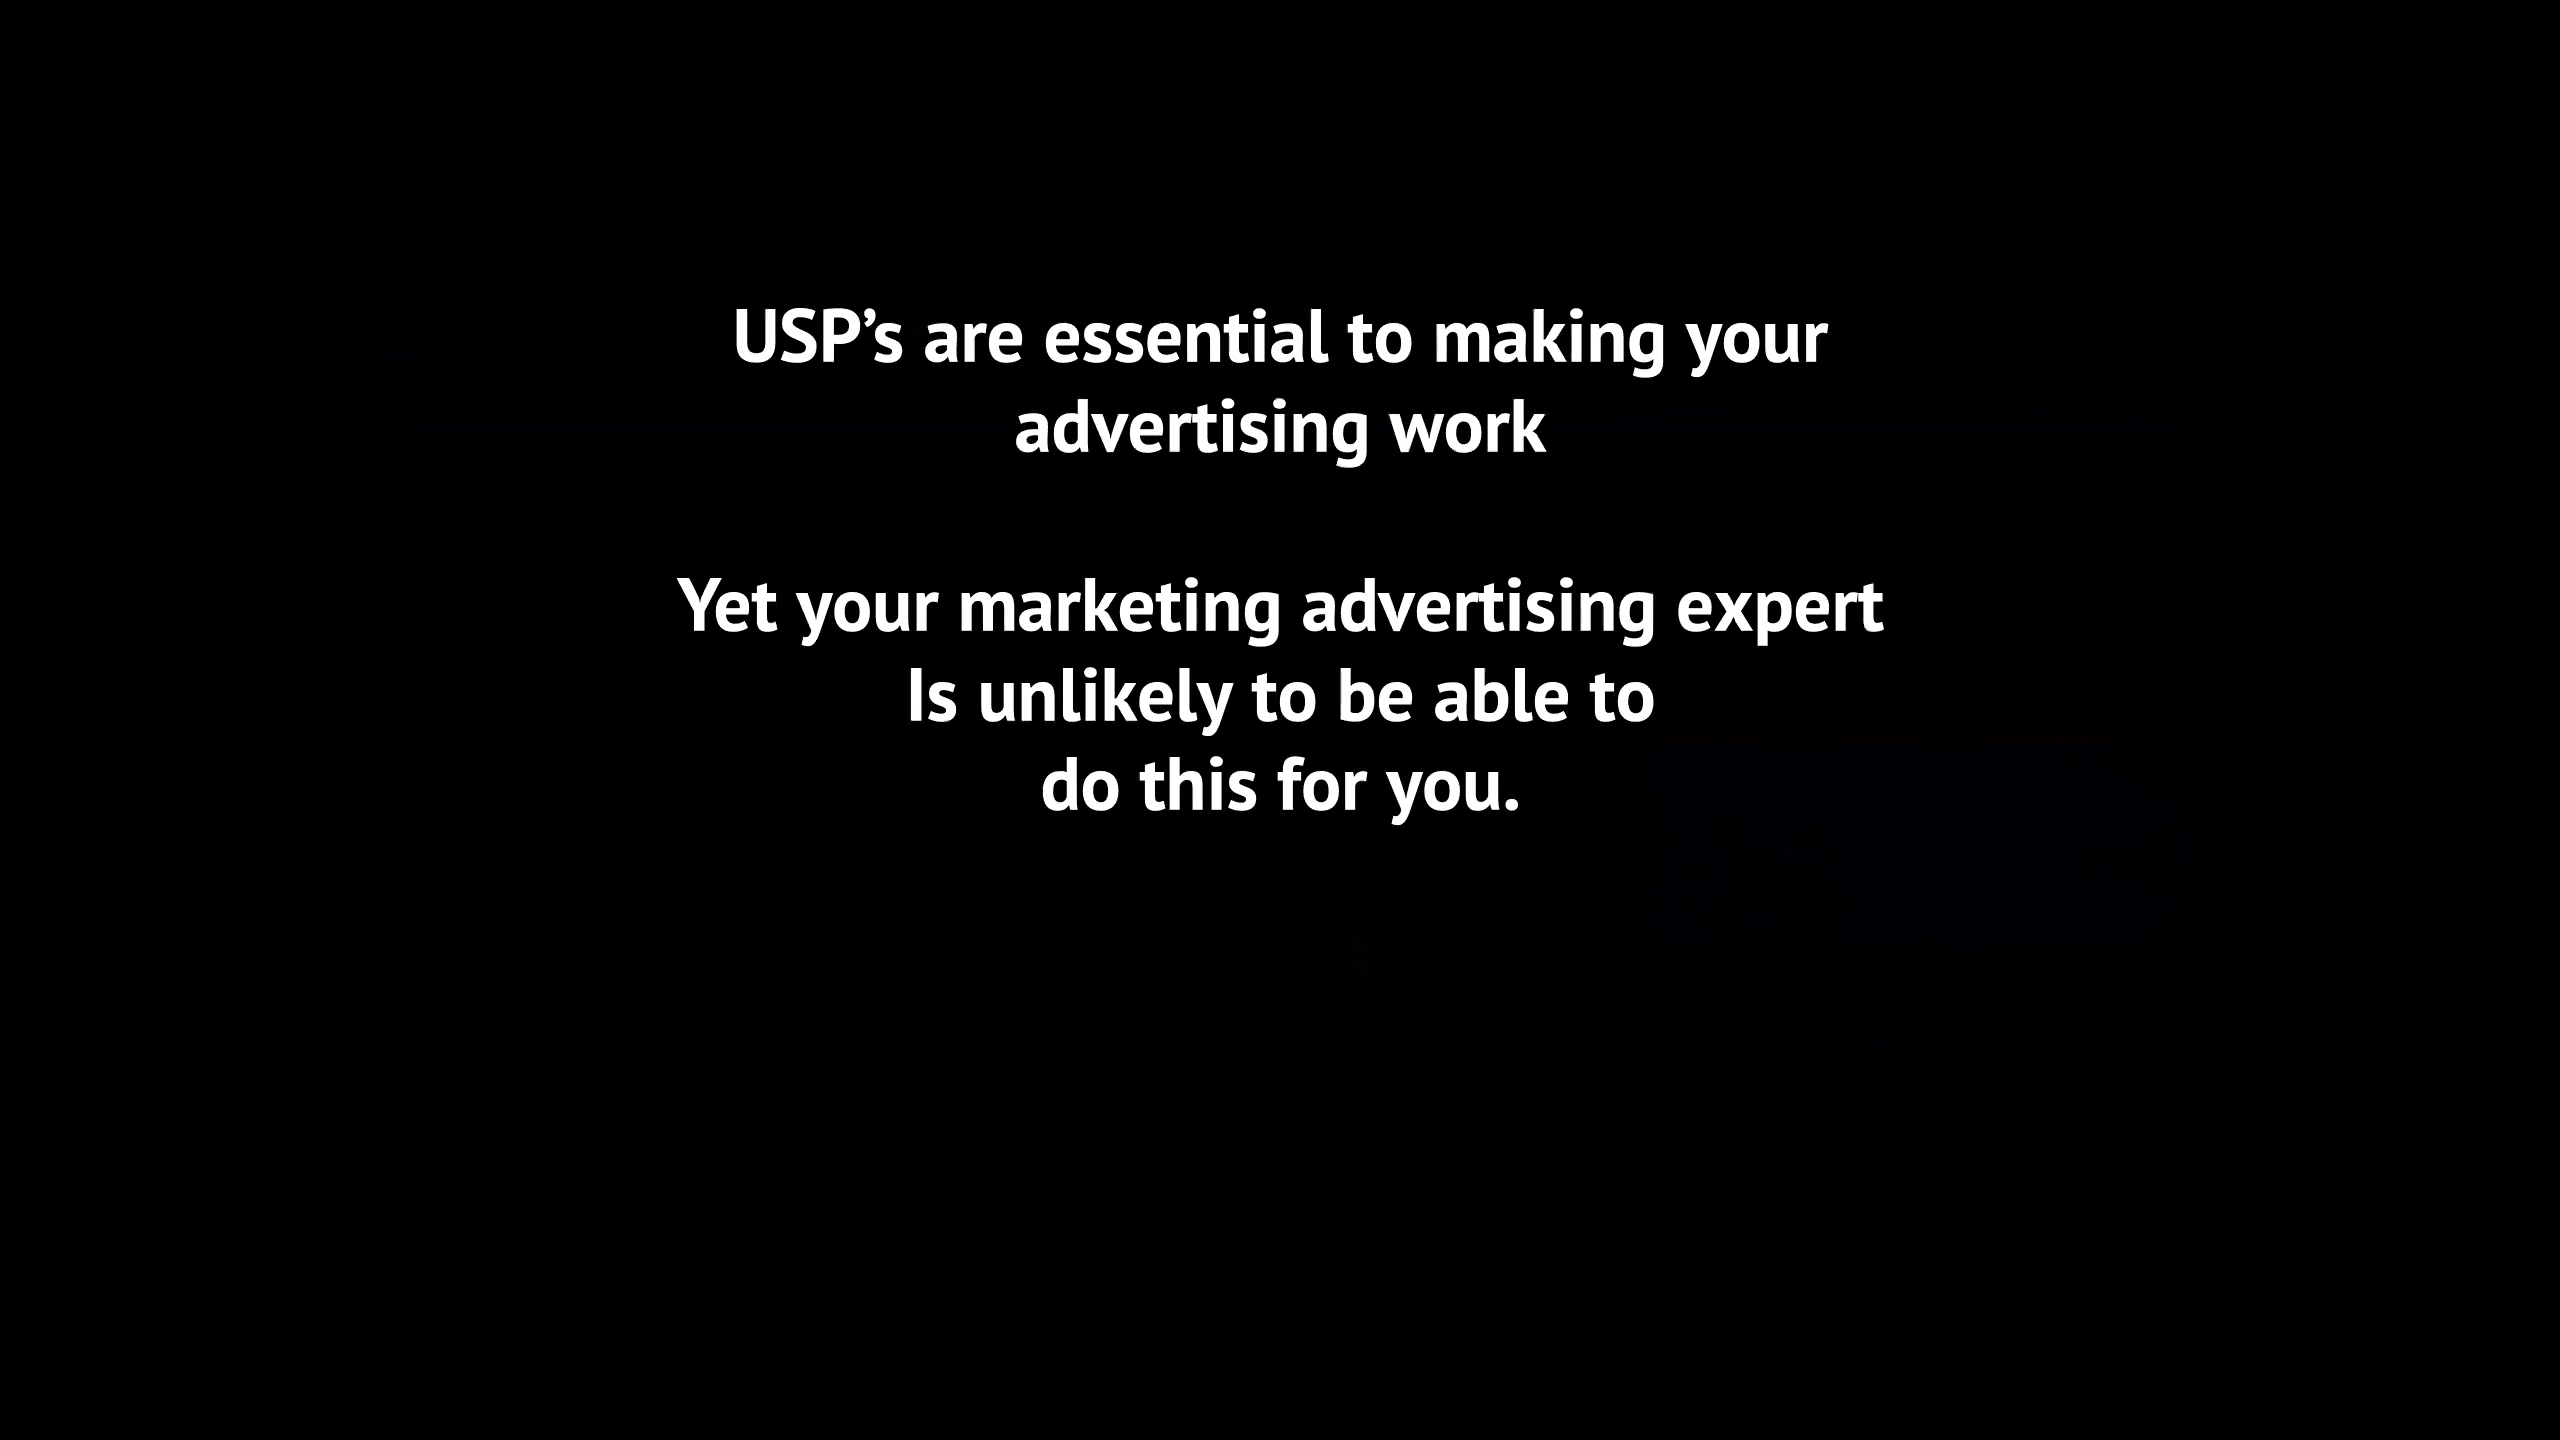 USP’s are essential to making your
advertising work
Yet your marketing advertising expert
Is unlikely to be able to
do this for you.